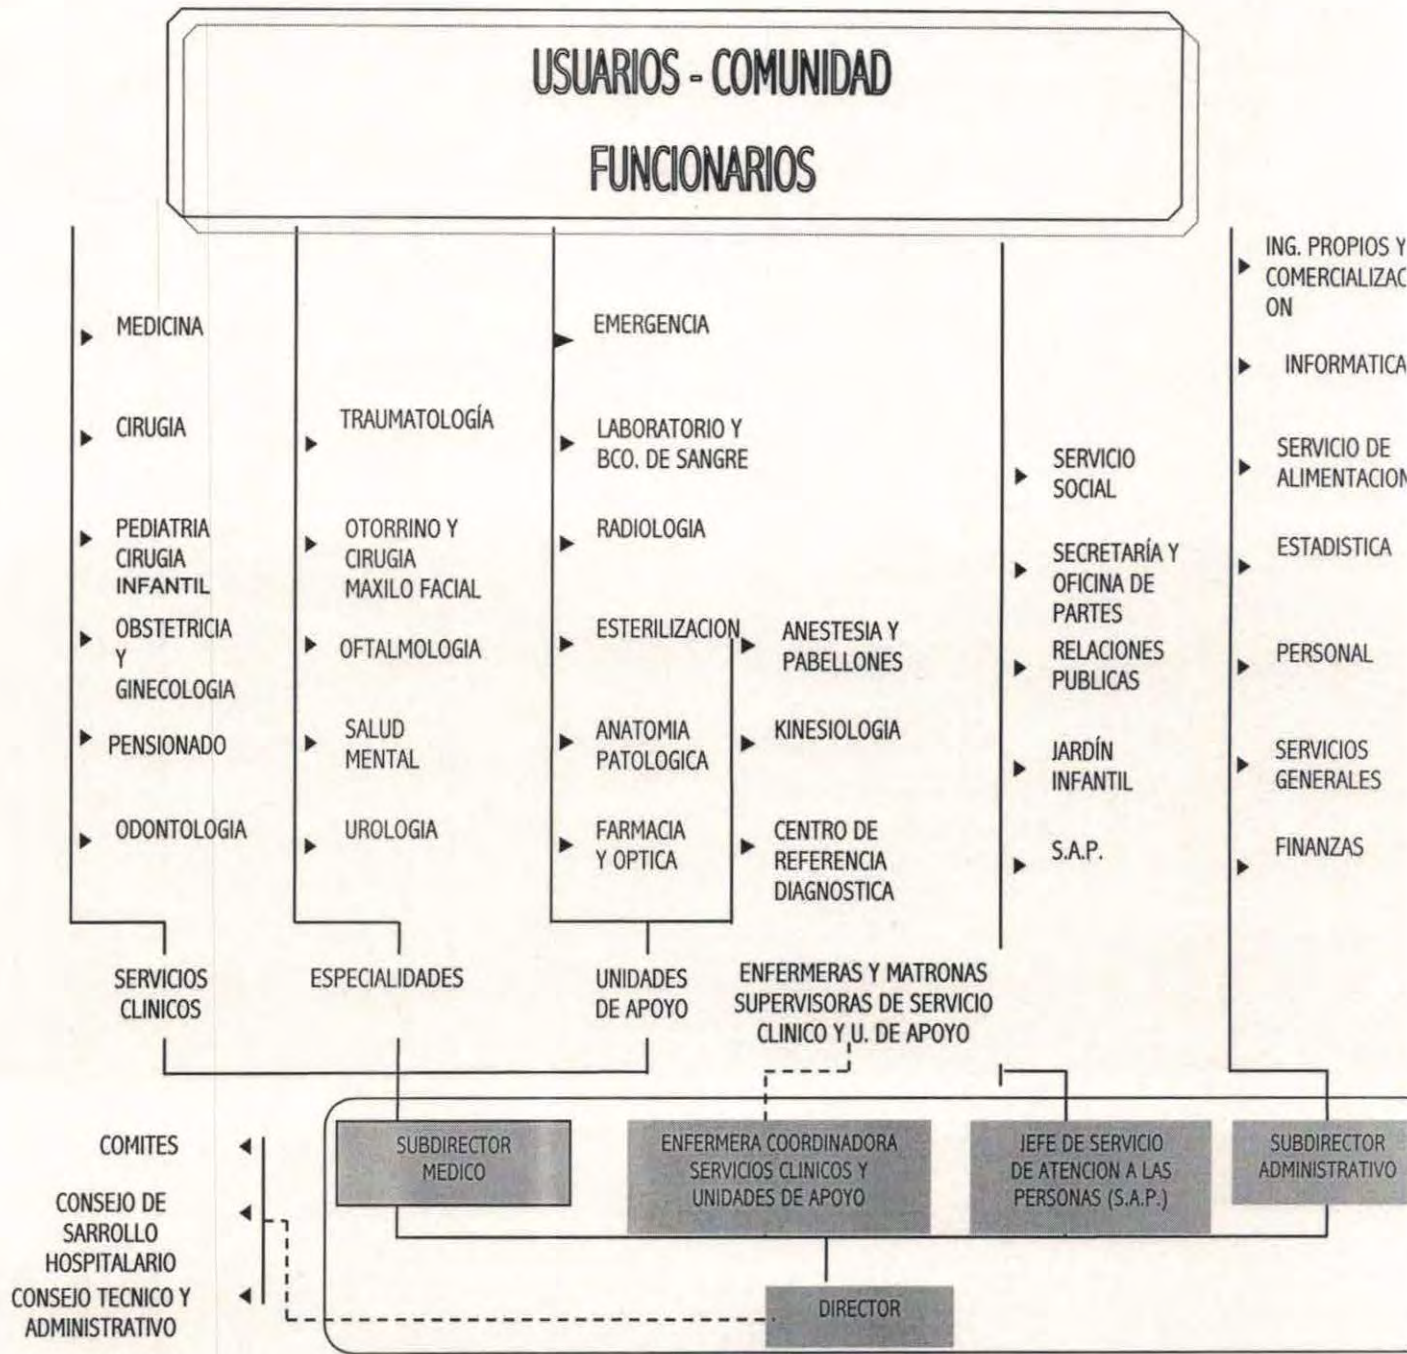 USUARIOS - COMUNIDAD
FUNCIONARIOS
MEDICINA
CIRUGIA
PEDIATRIA
CIRUGIA
INFANTIL
OBSTETRICIA
Y
GINECOLOGIA
PENSIONADO
ODONTOLOGIA
SERVICIOS
CLINICOS
TRAUMATOLOGÍA
OTORRINO Y
CIRUGIA
MAXILO FACIAL
OFTALMOLOGIA
SALUD
MENTAL
UROLOGIA
ESPECIALIDADES
EMERGENCIA
LABORATORIO Y
BCO. DE SANGRE
RADIOLOGIA
ESTERILIZACION
ANATOMIA
PATOLOGICA
FARMACIA
Y OPTICA
ANESTESIA Y
PABELLONES
KINESIOLOGIA
CENTRO DE
REFERENCIA
DIAGNOSTICA
UNIDADES
DE APOYO
ENFERMERAS Y MATRONAS
SUPERVISORAS DE SERVICIO
CLINICO Y U. DE APOYO
SERVICIO
SOCIAL
SECRETARÍA Y
OFICINA DE
PARTES
RELACIONES
PUBLICAS
JARDÍN
INFANTIL
S.A.P.
ING. PROPIOS Y
COMERCIALIZAC
ON
INFORMATICA
SERVICIO DE
ALIMENTACION
ESTADISTICA
PERSONAL
SERVICIOS
GENERALES
FINANZAS
COMITES
CONSEJO DE
SARROLLO
HOSPITALARIO
CONSEJO TECNICO Y
ADMINISTRATIVO
SUBDIRECTOR
MEDICO
ENFERMERA COORDINADORA
SERVICIOS CLINICOS Y
UNIDADES DE APOYO
JEFE DE SERVICIO
DE ATENCION A LAS
PERSONAS (S.A.P.)
SUBDIRECTOR
ADMINISTRATIVO
DIRECTOR